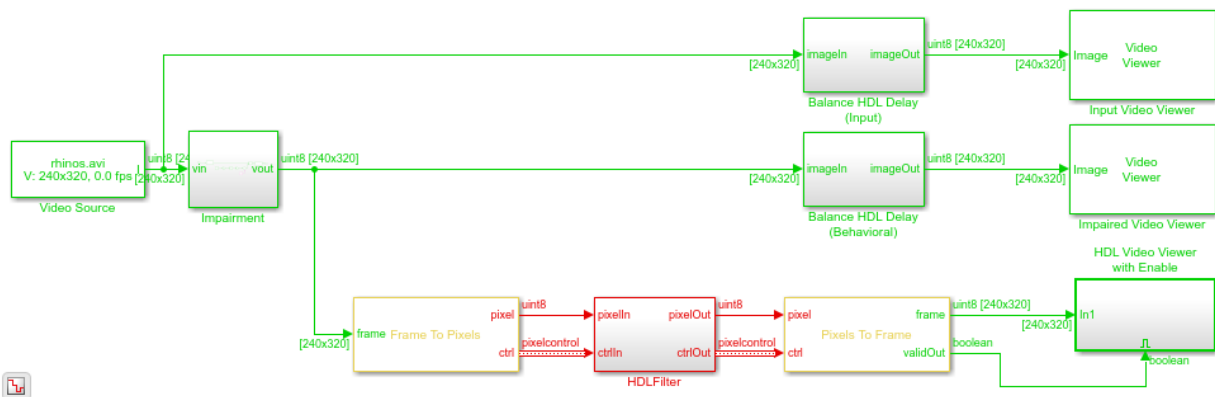 imageIn
imageOut
uint8 [240x320]
[240x320]
[240x320]
Image
Video
Viewer
Balance HDL Delay
(Input)
Input Video Viewer
rhinos.avi
V: 240x320, 0.0 fps
I
Video Source
uint8 [24
[240x320]
vin
vout
Impairment
uint8 [240x320]
[240x320]
imageIn
imageOut
Balance HDL Delay
(Behavioral)
uint8 [240x320]
[240x320]
Image
Video
Viewer
Impaired Video Viewer
HDL Video Viewer
with Enable
[240x320]
frame
Frame To Pixels
pixel
ctrl
uint8
pixelcontrol
pixelIn
pixelOut
ctrlIn
ctrlOut
HDLFilter
uint8
pixelcontrol
pixel
ctrl
Pixels To Frame
frame
validOut
uint8 [240x320]
[240x320]
boolean
In1
boolean